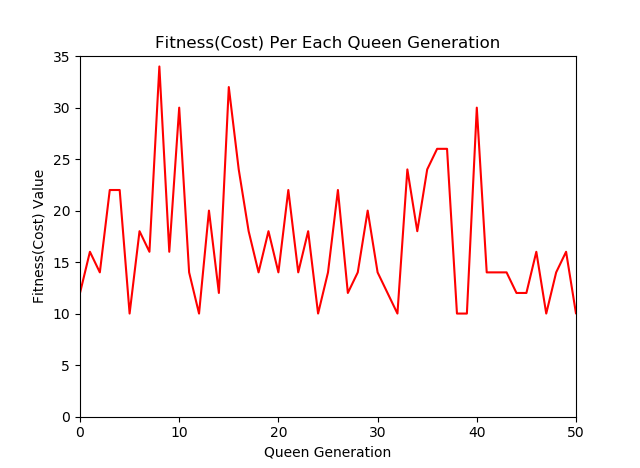 Fitness(Cost) Per Each Queen Generation
35
30
25
20
15
10
5
0
Fitness(Cost) Value
0 10 20 30 40 50
Queen Generation